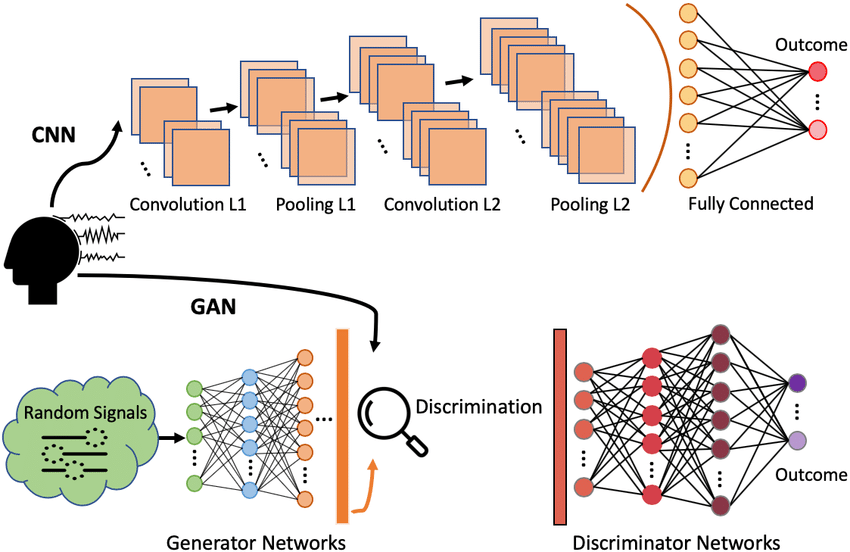 Outcome
CNN
Convolution L1
Pooling L1
Convolution L2
Pooling L2
Fully Connected
GAN
Random Signals
Discrimination
Outcome
Generator Networks
Discriminator Networks